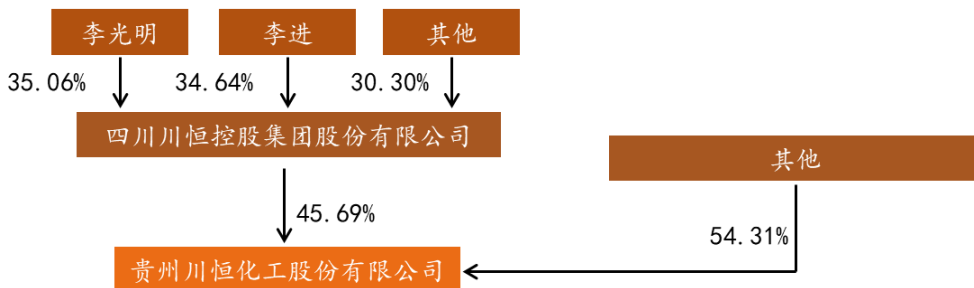 李光明
李进
其他
35.06%
34.64%
30.30%
四川川恒控股集团股份有限公司
其他
45.69%
54.31%
贵州川恒化工股份有限公司